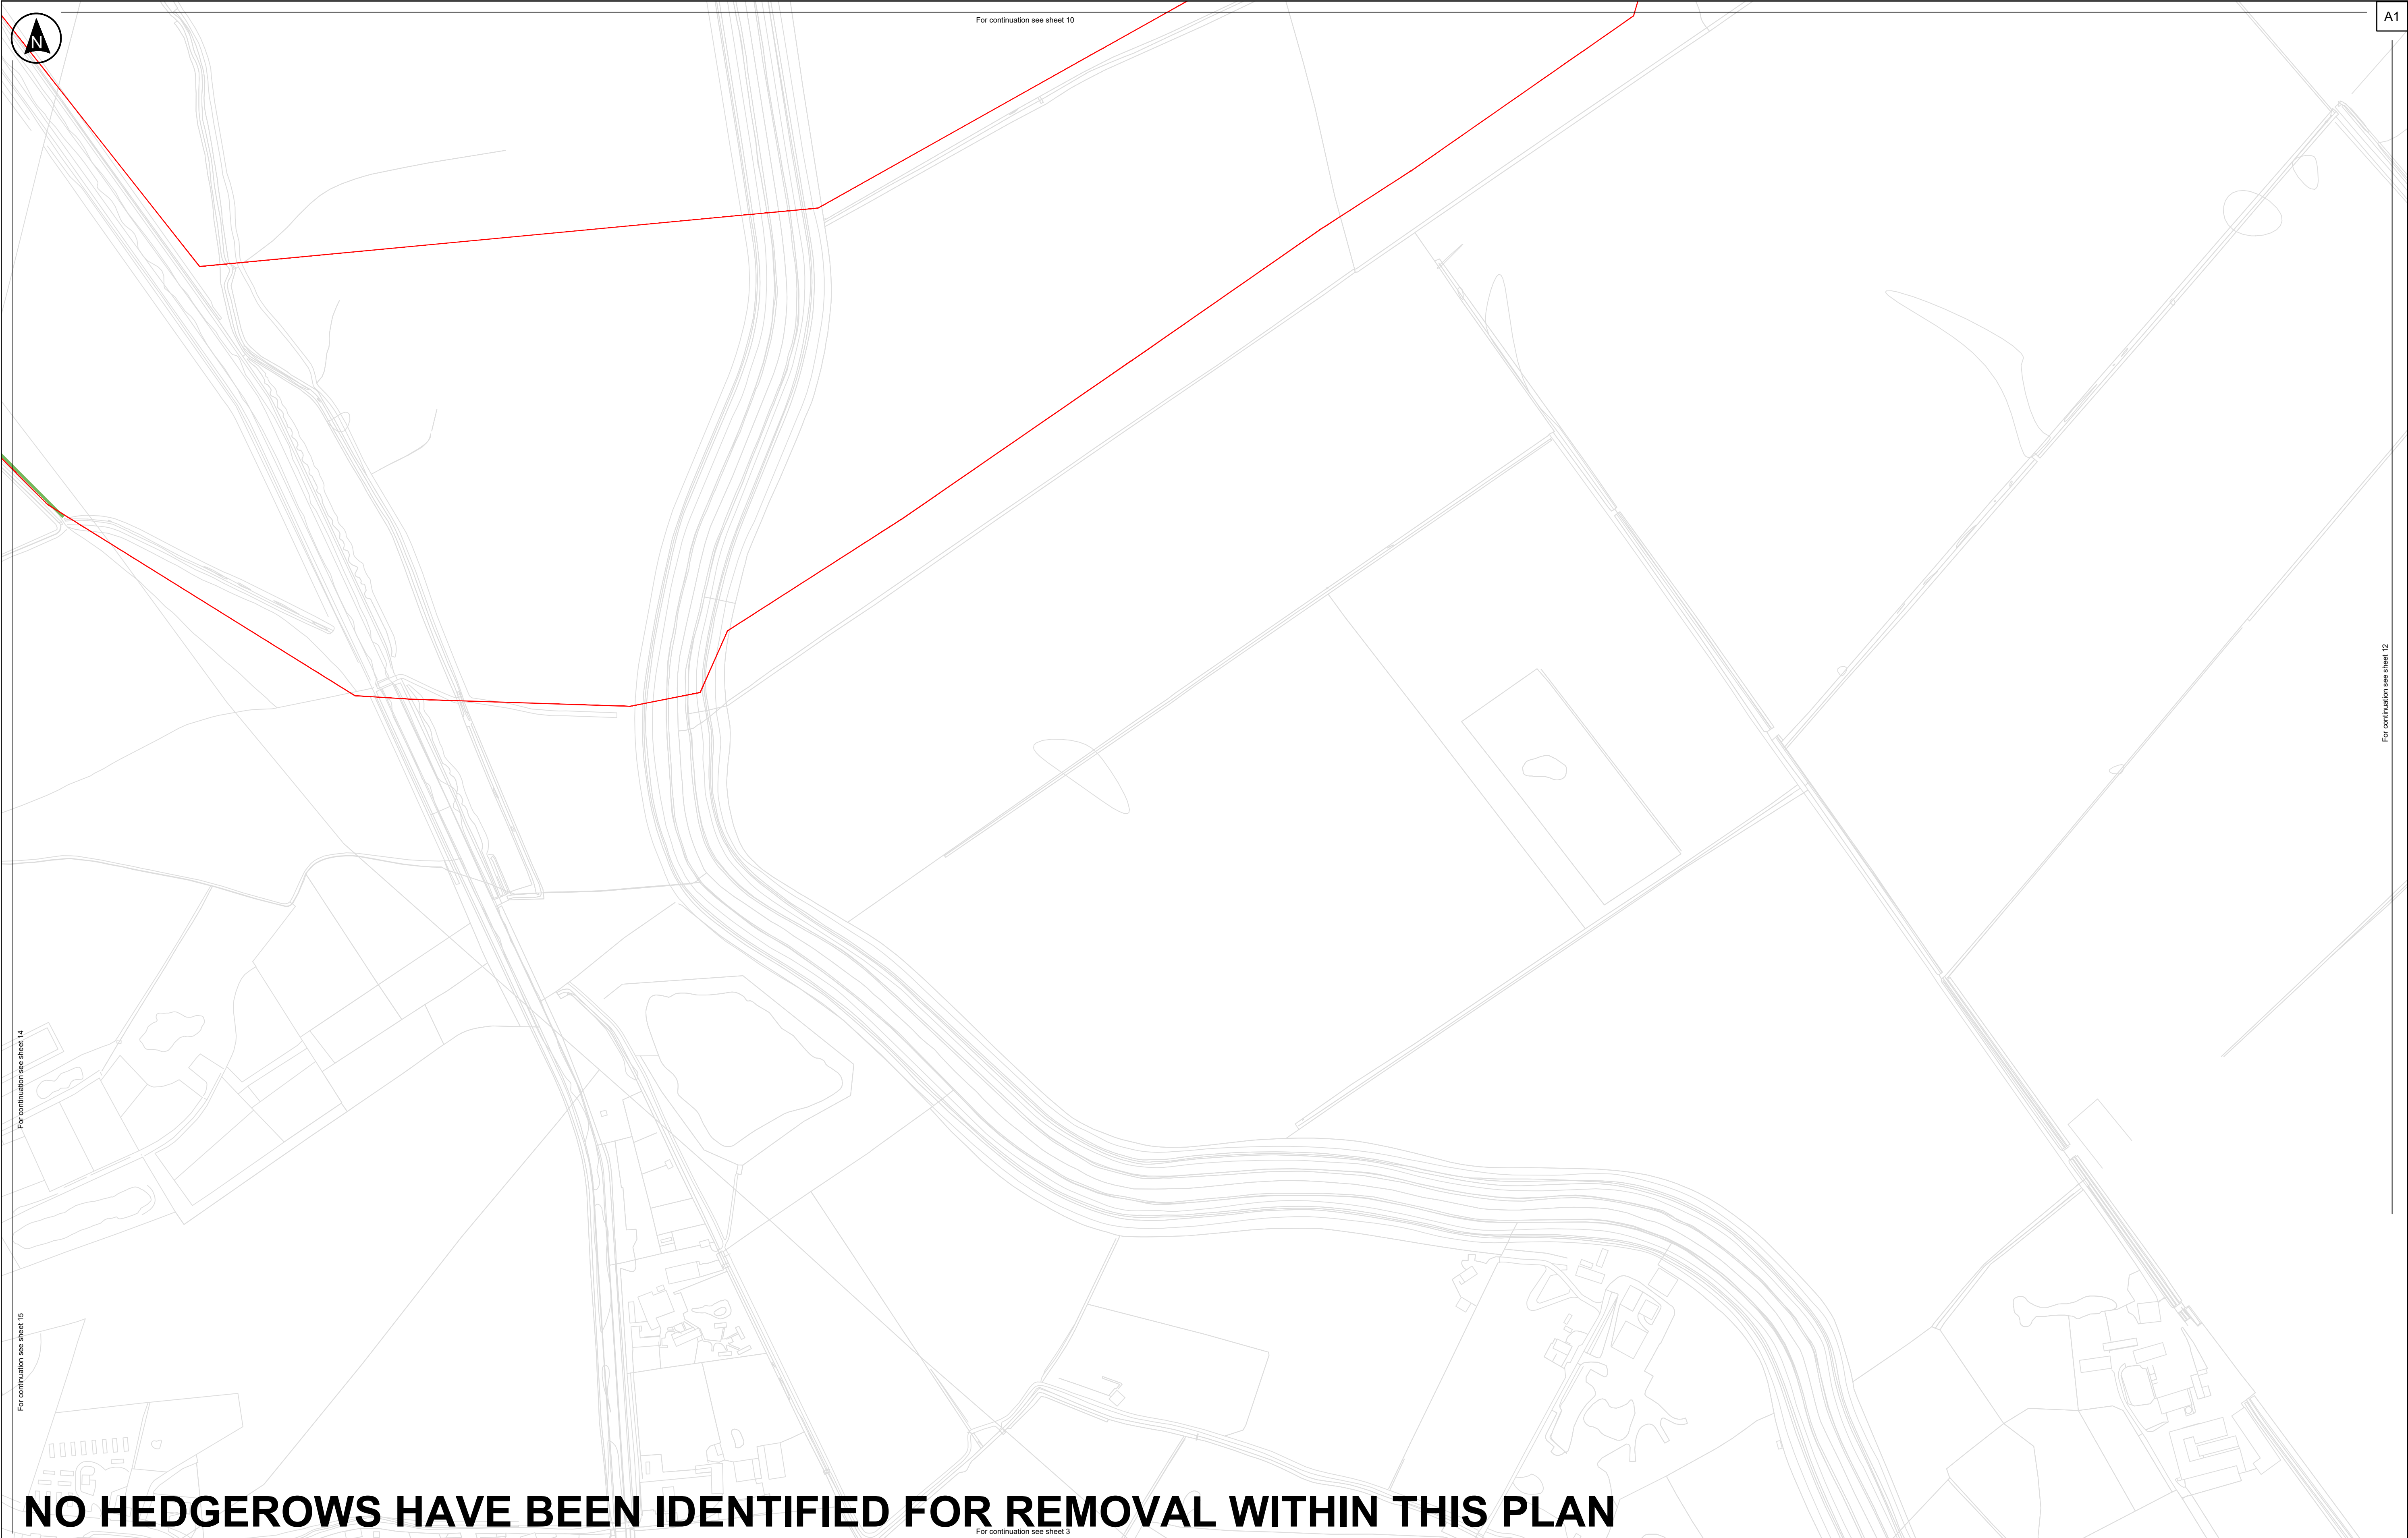 For continuation see sheet 10
A1
N
For continuation see sheet 12
For continuation see sheet 14
For continuation see sheet 15
NO HEDGEROWS HAVE BEEN IDENTIFIED FOR REMOVAL WITHIN THIS PLAN
For continuation see sheet 3